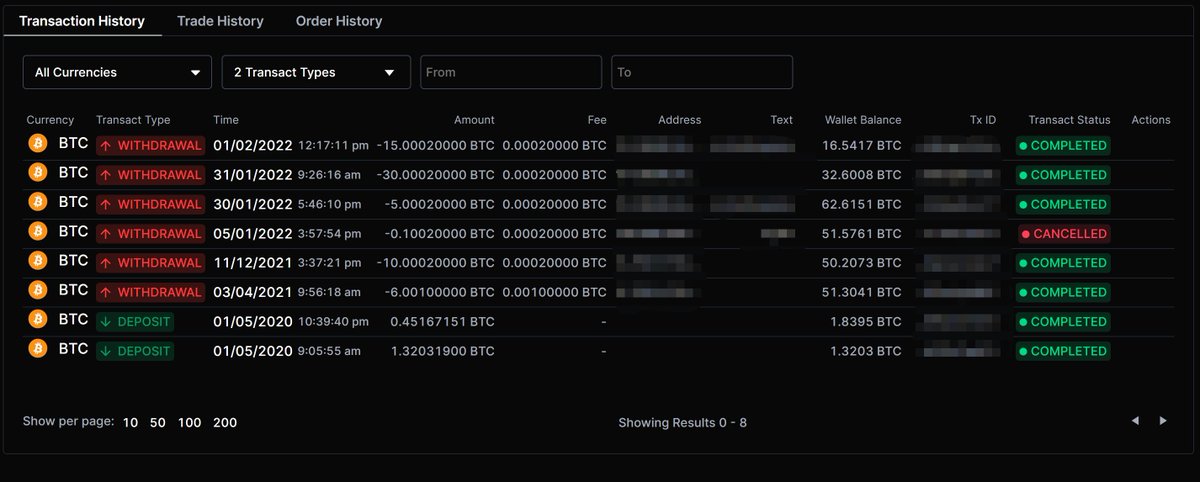 Transaction History Trade History Order History
All Currencies 2 Transact Types From To
Currency Transact Type Time Amount Fee Address Text Wallet Balance Tx ID Transact Status Actions
BTC ↑ WITHDRAWAL 01/02/2022 12:17:11 pm -15.00020000 BTC 0.00020000 BTC 16.5417 BTC COMPLETED
BTC ↑ WITHDRAWAL 31/01/2022 9:26:16 am -30.00020000 BTC 0.00020000 BTC 32.6008 BTC COMPLETED
BTC ↑ WITHDRAWAL 30/01/2022 5:46:10 pm -5.00020000 BTC 0.00020000 BTC 62.6151 BTC COMPLETED
BTC ↑ WITHDRAWAL 05/01/2022 3:57:54 pm -0.10020000 BTC 0.00020000 BTC 51.5761 BTC CANCELLED
BTC ↑ WITHDRAWAL 11/12/2021 3:37:21 pm -10.00020000 BTC 0.00020000 BTC 50.2073 BTC COMPLETED
BTC ↑ WITHDRAWAL 03/04/2021 9:56:18 am -6.00100000 BTC 0.00100000 BTC 51.3041 BTC COMPLETED
BTC ↓ DEPOSIT 01/05/2020 10:39:40 pm 0.45167151 BTC - 1.8395 BTC COMPLETED
BTC ↓ DEPOSIT 01/05/2020 9:05:55 am 1.32031900 BTC - 1.3203 BTC COMPLETED
Show per page: 10 50 100 200 Showing Results 0 - 8